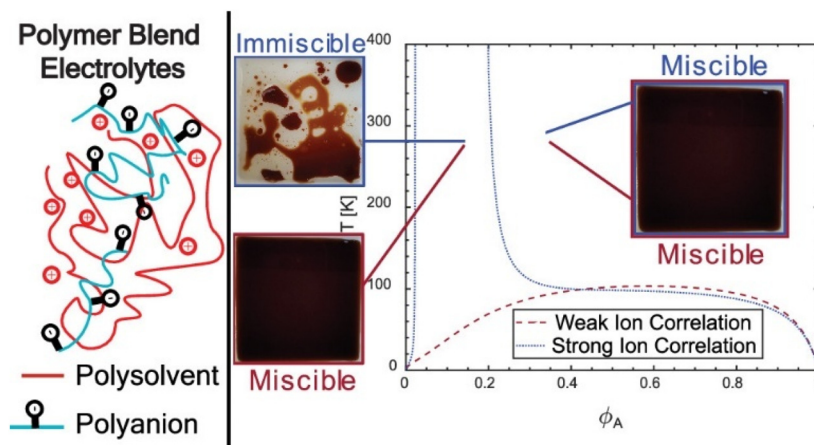 Polymer Blend
Electrolytes
Polysolvent
Polyanion
Immiscible
Miscible
Miscible
Miscible
400
300
200
100
0
T [K]
0
0.2
0.4
0.6
0.8
ϕA
Weak Ion Correlation
Strong Ion Correlation